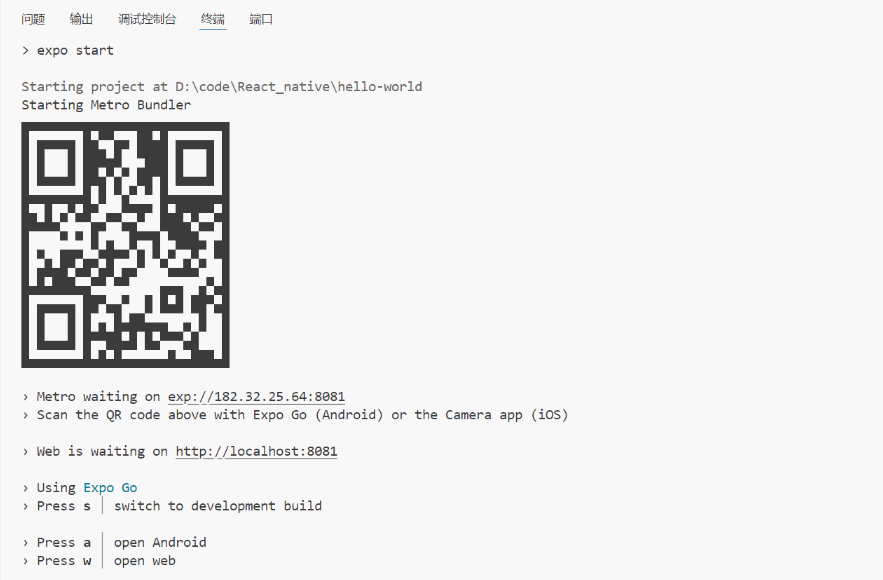 问题 输出 调试控制台 终端 端口
> expo start
Starting project at D:\code\React_native\hello-world
Starting Metro Bundler
› Metro waiting on exp://182.32.25.64:8081
› Scan the QR code above with Expo Go (Android) or the Camera app (iOS)
› Web is waiting on http://localhost:8081
› Using Expo Go
› Press s │ switch to development build
› Press a │ open Android
› Press w │ open web